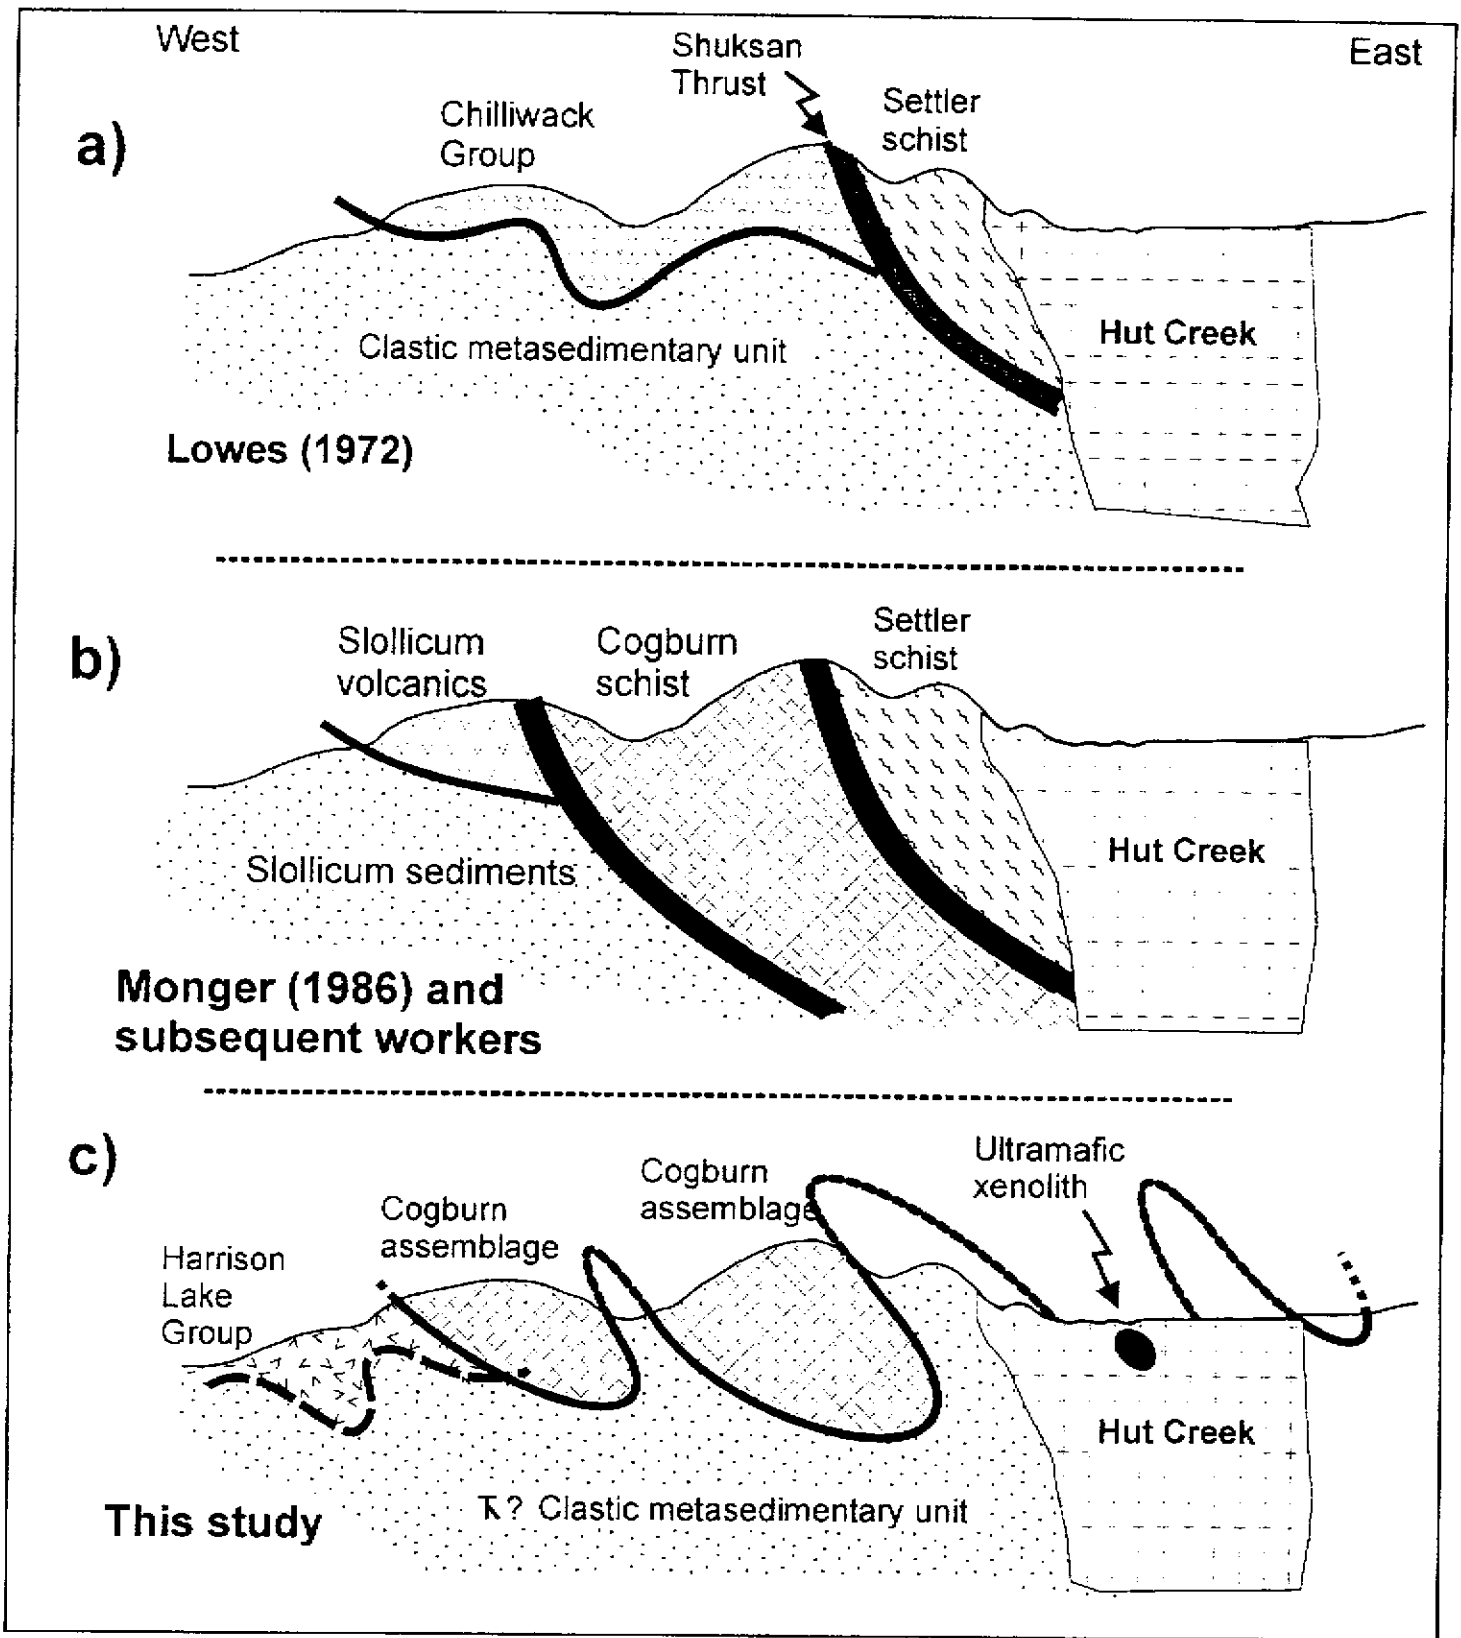 West
East
Shuksan
Thrust
Settler
schist
Chilliwack
Group
a)
Hut Creek
Clastic metasedimentary unit
Lowes (1972)
b)
Slollicum
volcanics
Cogburn
schist
Settler
schist
Hut Creek
Slollicum sediments
Monger (1986) and
subsequent workers
c)
Ultramafic
xenolith
Cogburn
assemblage
Cogburn
assemblage
Harrison
Lake
Group
Hut Creek
Ꞣ? Clastic metasedimentary unit
This study